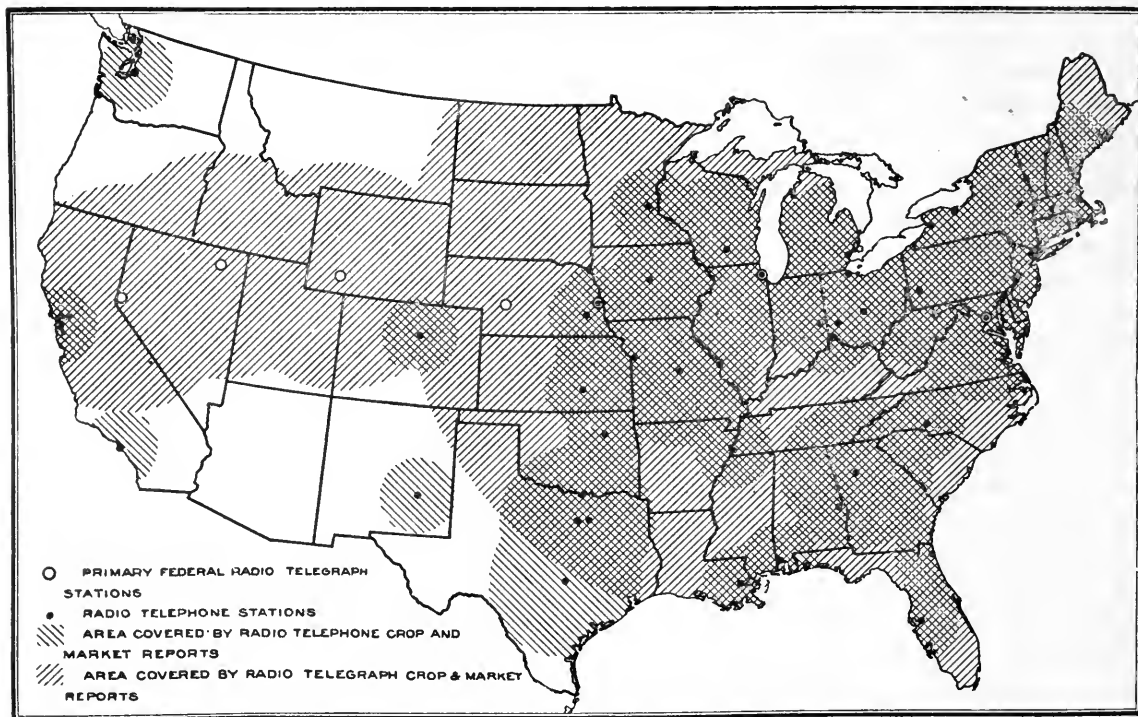 PRIMARY FEDERAL RADIO TELEGRAPH
STATIONS
RADIO TELEPHONE STATIONS
AREA COVERED BY RADIO TELEPHONE CROP AND
MARKET REPORTS
AREA COVERED BY RADIO TELEGRAPH CROP & MARKET
REPORTS